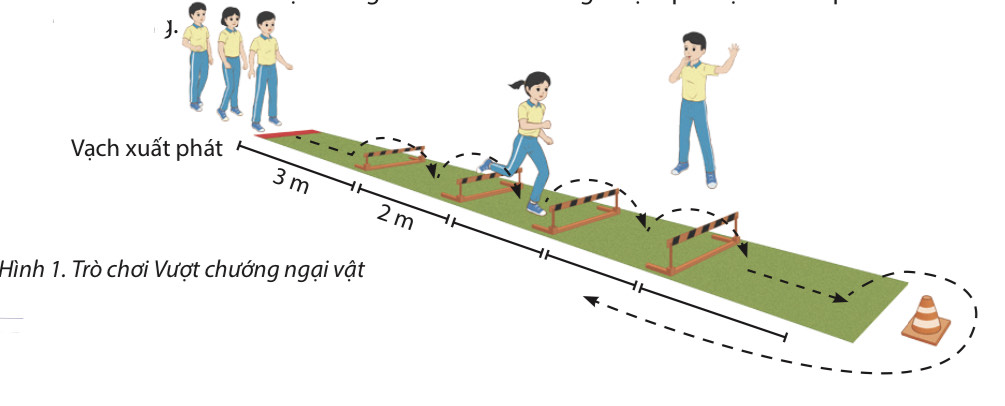 g.
Vạch xuất phát
3 m
2 m
Hình 1. Trò chơi Vượt chướng ngại vật